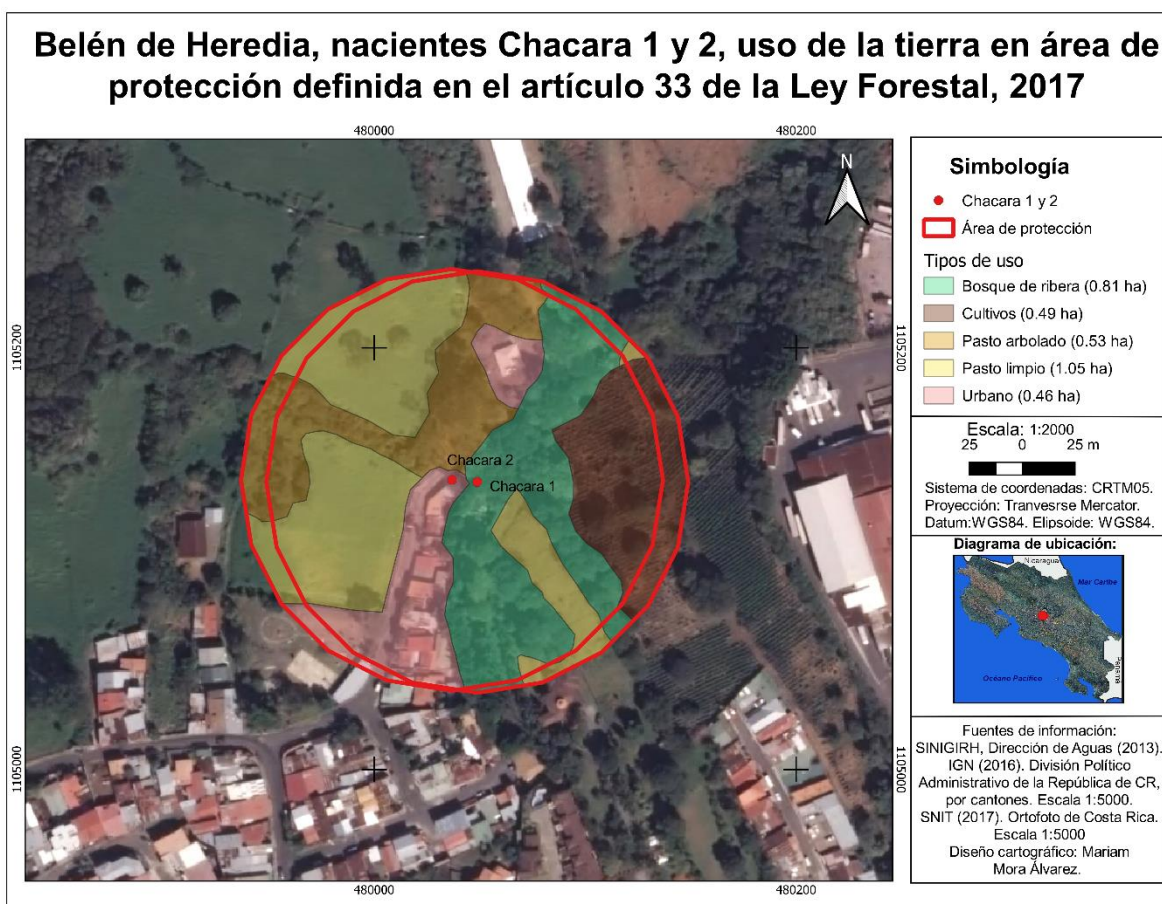 Belén de Heredia, nacientes Chacara 1 y 2, uso de la tierra en área de
protección definida en el artículo 33 de la Ley Forestal, 2017
480000
480200
N
1105200
1105200
Chacara 2
Chacara 1
1105000
1105000
480000
480200
Simbología
Chacara 1 y 2
Área de protección
Tipos de uso
Bosque de ribera (0.81 ha)
Cultivos (0.49 ha)
Pasto arbolado (0.53 ha)
Pasto limpio (1.05 ha)
Urbano (0.46 ha)
Escala: 1:2000
25 0 25 m
Sistema de coordenadas: CRTM05.
Proyección: Tranvesrse Mercator.
Datum:WGS84. Elipsoide: WGS84.
Diagrama de ubicación:
Nicaragua
Mar Caribe
Océano Pacífico
Panamá
Fuentes de información:
SINIGIRH, Dirección de Aguas (2013).
IGN (2016). División Político
Administrativo de la República de CR,
por cantones. Escala 1:5000.
SNIT (2017). Ortofoto de Costa Rica.
Escala 1:5000
Diseño cartográfico: Mariam
Mora Álvarez.